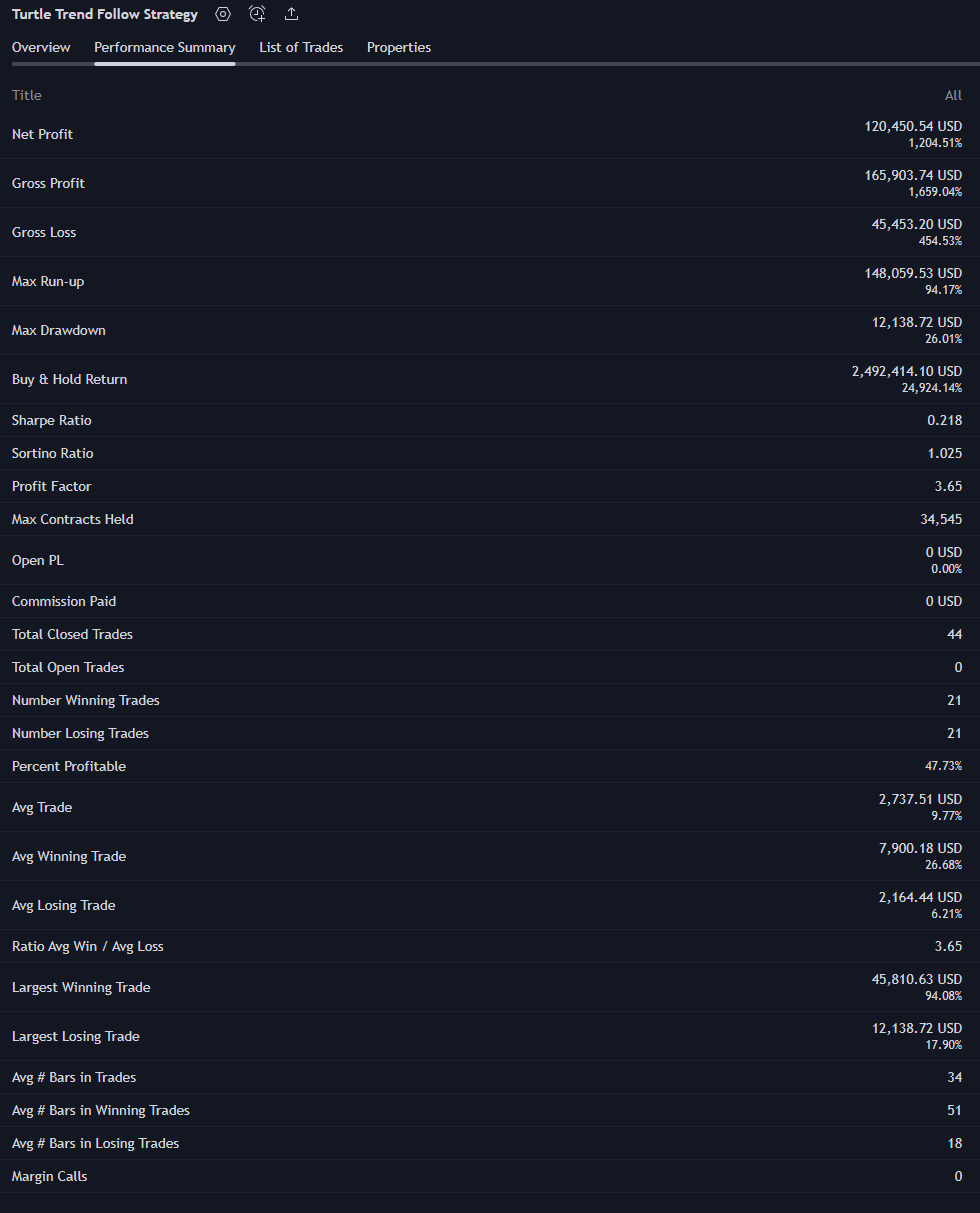 Turtle Trend Follow Strategy
Overview Performance Summary List of Trades Properties
Title All
Net Profit 120,450.54 USD
1,204.51%
Gross Profit 165,903.74 USD
1,659.04%
Gross Loss 45,453.20 USD
454.53%
Max Run-up 148,059.53 USD
94.17%
Max Drawdown 12,138.72 USD
26.01%
Buy & Hold Return 2,492,414.10 USD
24,924.14%
Sharpe Ratio 0.218
Sortino Ratio 1.025
Profit Factor 3.65
Max Contracts Held 34,545
Open PL 0 USD
0.00%
Commission Paid 0 USD
Total Closed Trades 44
Total Open Trades 0
Number Winning Trades 21
Number Losing Trades 21
Percent Profitable 47.73%
Avg Trade 2,737.51 USD
9.77%
Avg Winning Trade 7,900.18 USD
26.68%
Avg Losing Trade 2,164.44 USD
6.21%
Ratio Avg Win / Avg Loss 3.65
Largest Winning Trade 45,810.63 USD
94.08%
Largest Losing Trade 12,138.72 USD
17.90%
Avg # Bars in Trades 34
Avg # Bars in Winning Trades 51
Avg # Bars in Losing Trades 18
Margin Calls 0